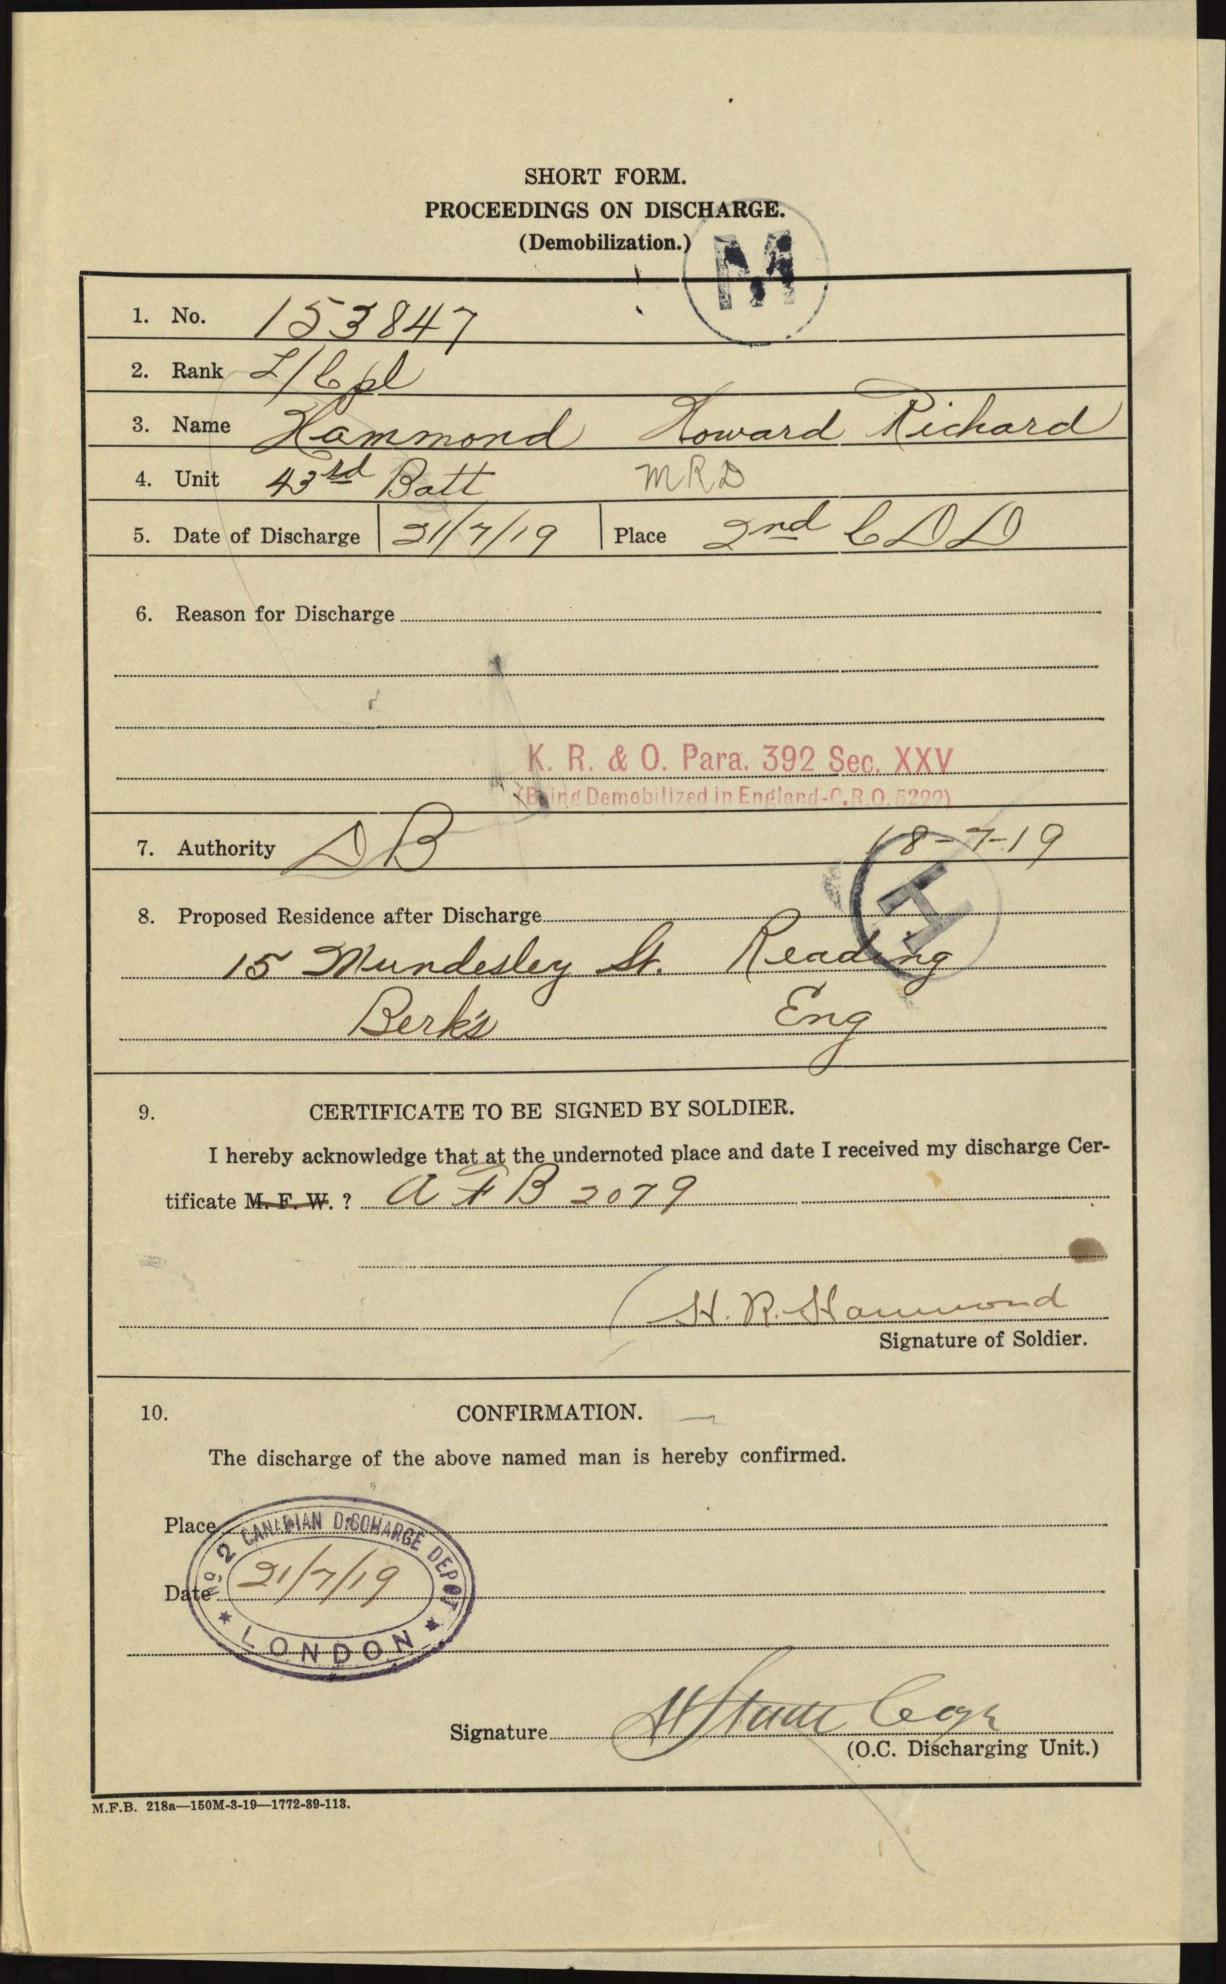 SHORT FORM.
PROCEEDINGS ON DISCHARGE.
(Demobilization.)
M
1. No. 153847
2. Rank L/Cpl
3. Name Hammond Howard Richard
4. Unit 43rd Batt MRD
5. Date of Discharge 21/7/19 Place 2nd CDD
6. Reason for Discharge
K. R. & O. Para. 392 Sec. XXV
(Being Demobilized in England-C.R.O. 5299)
7. Authority DB 18-7-19
H
8. Proposed Residence after Discharge
15 Mundesley St. Reading
Berk's Eng
9. CERTIFICATE TO BE SIGNED BY SOLDIER.
I hereby acknowledge that at the undernoted place and date I received my discharge Cer-
tificate M. F. W. ? AFB 2079
H. R. Hammond
Signature of Soldier.
10. CONFIRMATION.
The discharge of the above named man is hereby confirmed.
Place
No 2 CANADIAN DISCHARGE DEPOT
Date 21/7/19
LONDON
Signature
(O.C. Discharging Unit.)
M.F.B. 218a—150M-3-19—1772-39-113.